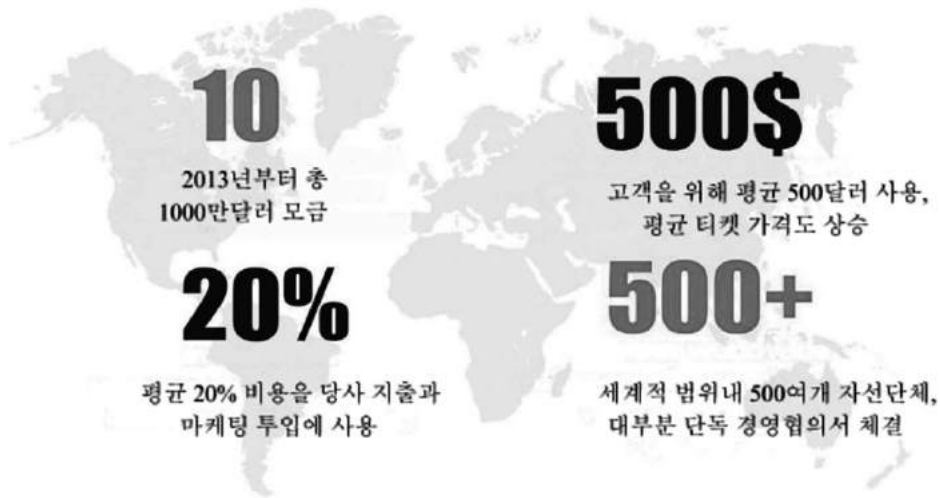 10
2013년부터 총
1000만달러 모금
500$
고객을 위해 평균 500달러 사용,
평균 티켓 가격도 상승
20%
평균 20% 비용을 당사 지출과
마케팅 투입에 사용
500+
세계적 범위내 500여개 자선단체,
대부분 단독 경영협의서 체결